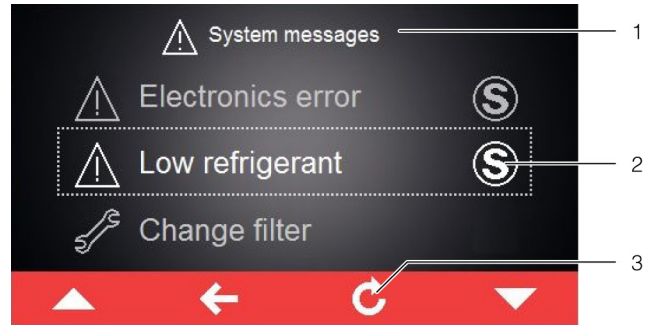 System messages
1
Electronics error
S
Low refrigerant
S
2
Change filter
3